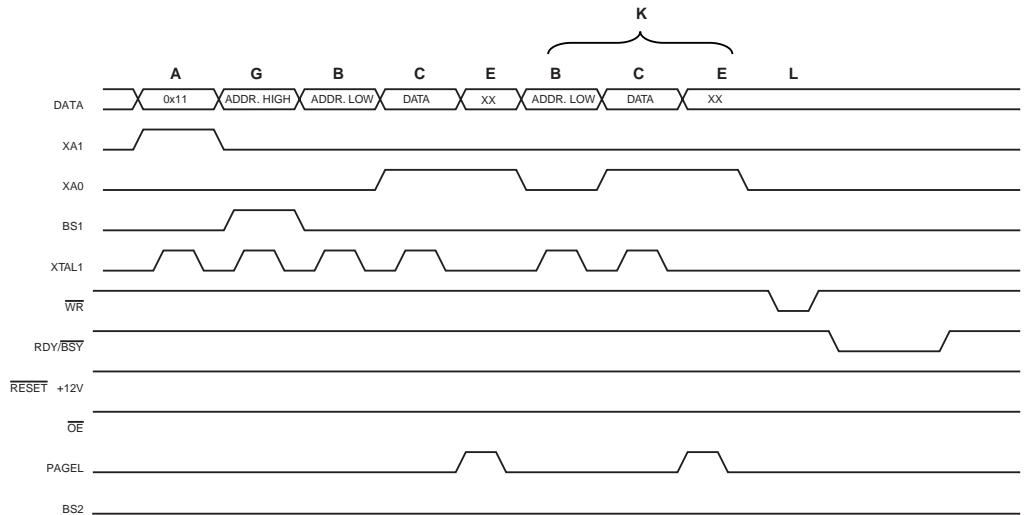 K
A G B C E B C E L
DATA 0x11 ADDR. HIGH ADDR. LOW DATA XX ADDR. LOW DATA XX
XA1
XA0
BS1
XTAL1
WR
RDY/BSY
RESET +12V
OE
PAGEL
BS2